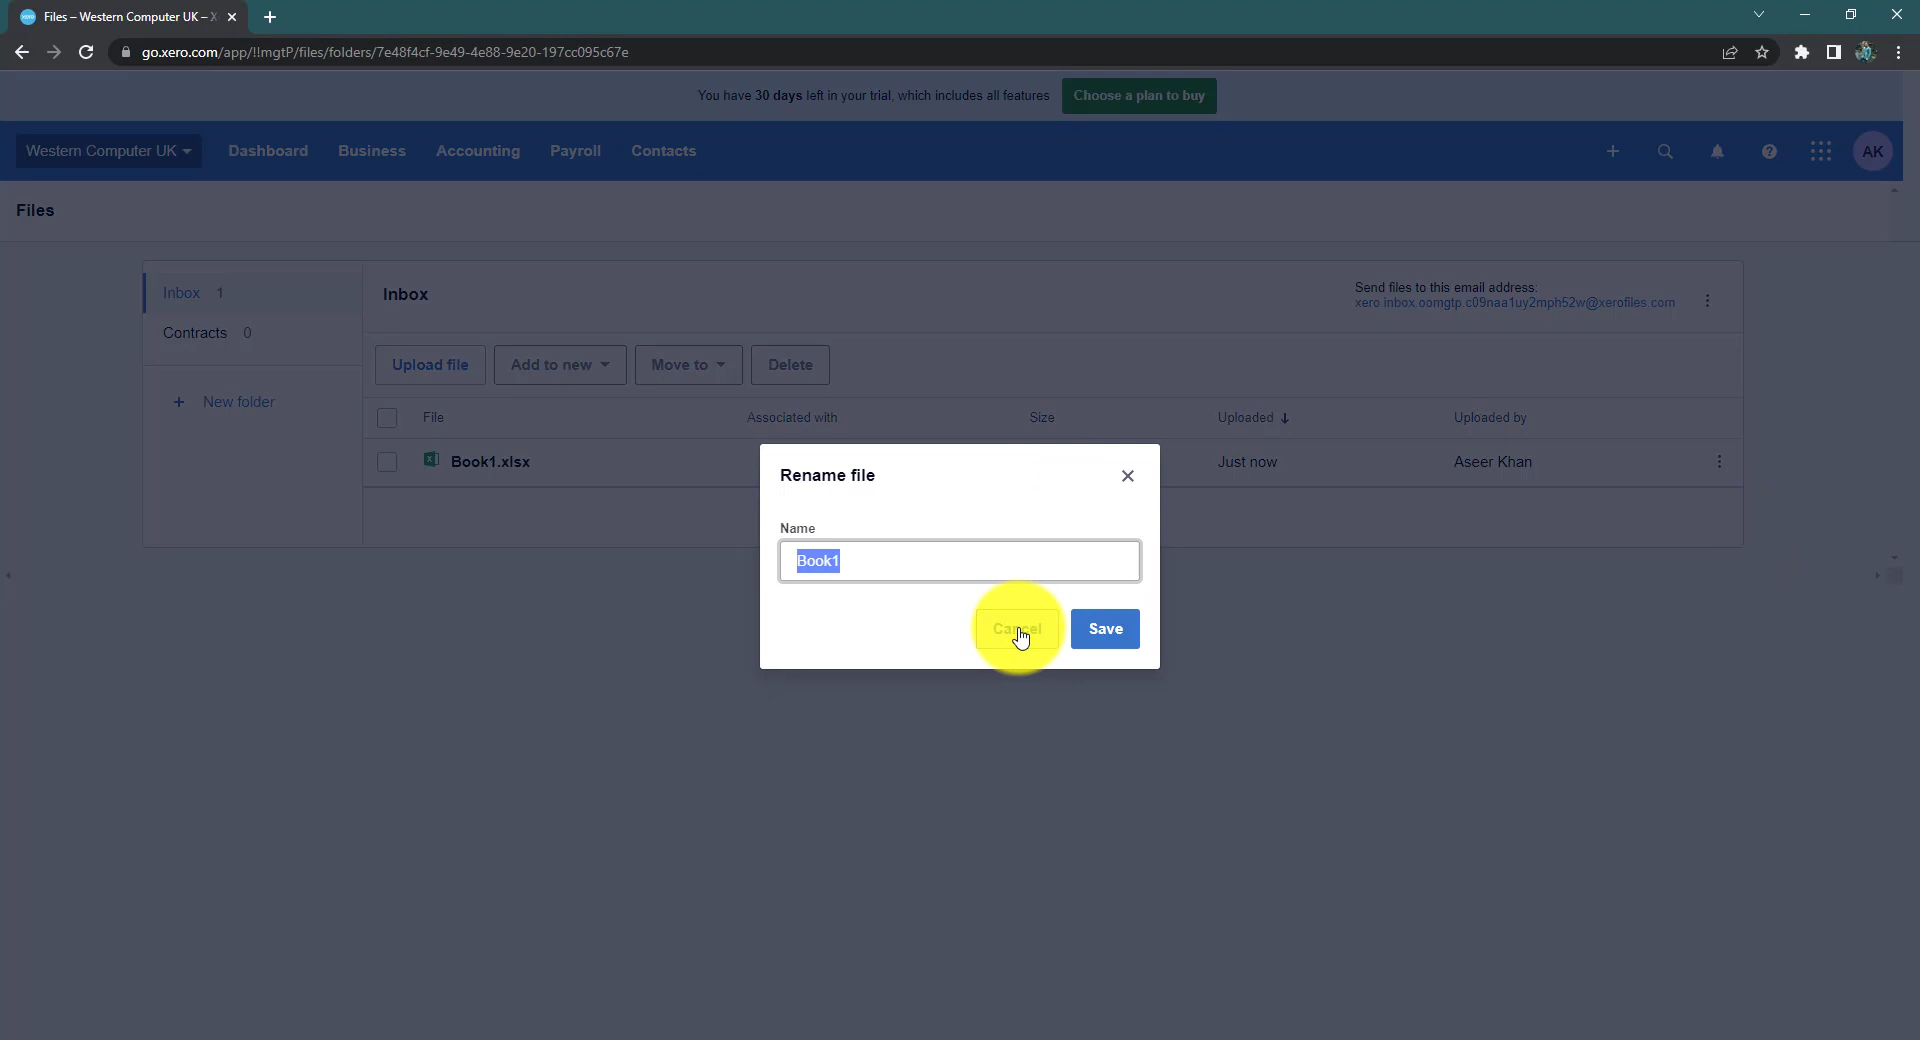 Files – Western Computer UK – X
go.xero.com/app/!!mgtP/files/folders/7e48f4cf-9e49-4e88-9e20-197cc095c67e
You have 30 days left in your trial, which includes all features
Choose a plan to buy
Western Computer UK
Dashboard
Business
Accounting
Payroll
Contacts
AK
Files
Inbox 1
Contracts 0
New folder
Inbox
Send files to this email address:
xero.inbox.oomgtp.c09naa1uy2mph52w@xerofiles.com
Upload file
Add to new
Move to
Delete
File
Associated with
Size
Uploaded
Uploaded by
Book1.xlsx
Just now
Aseer Khan
Rename file
Name
Book1
Cancel
Save